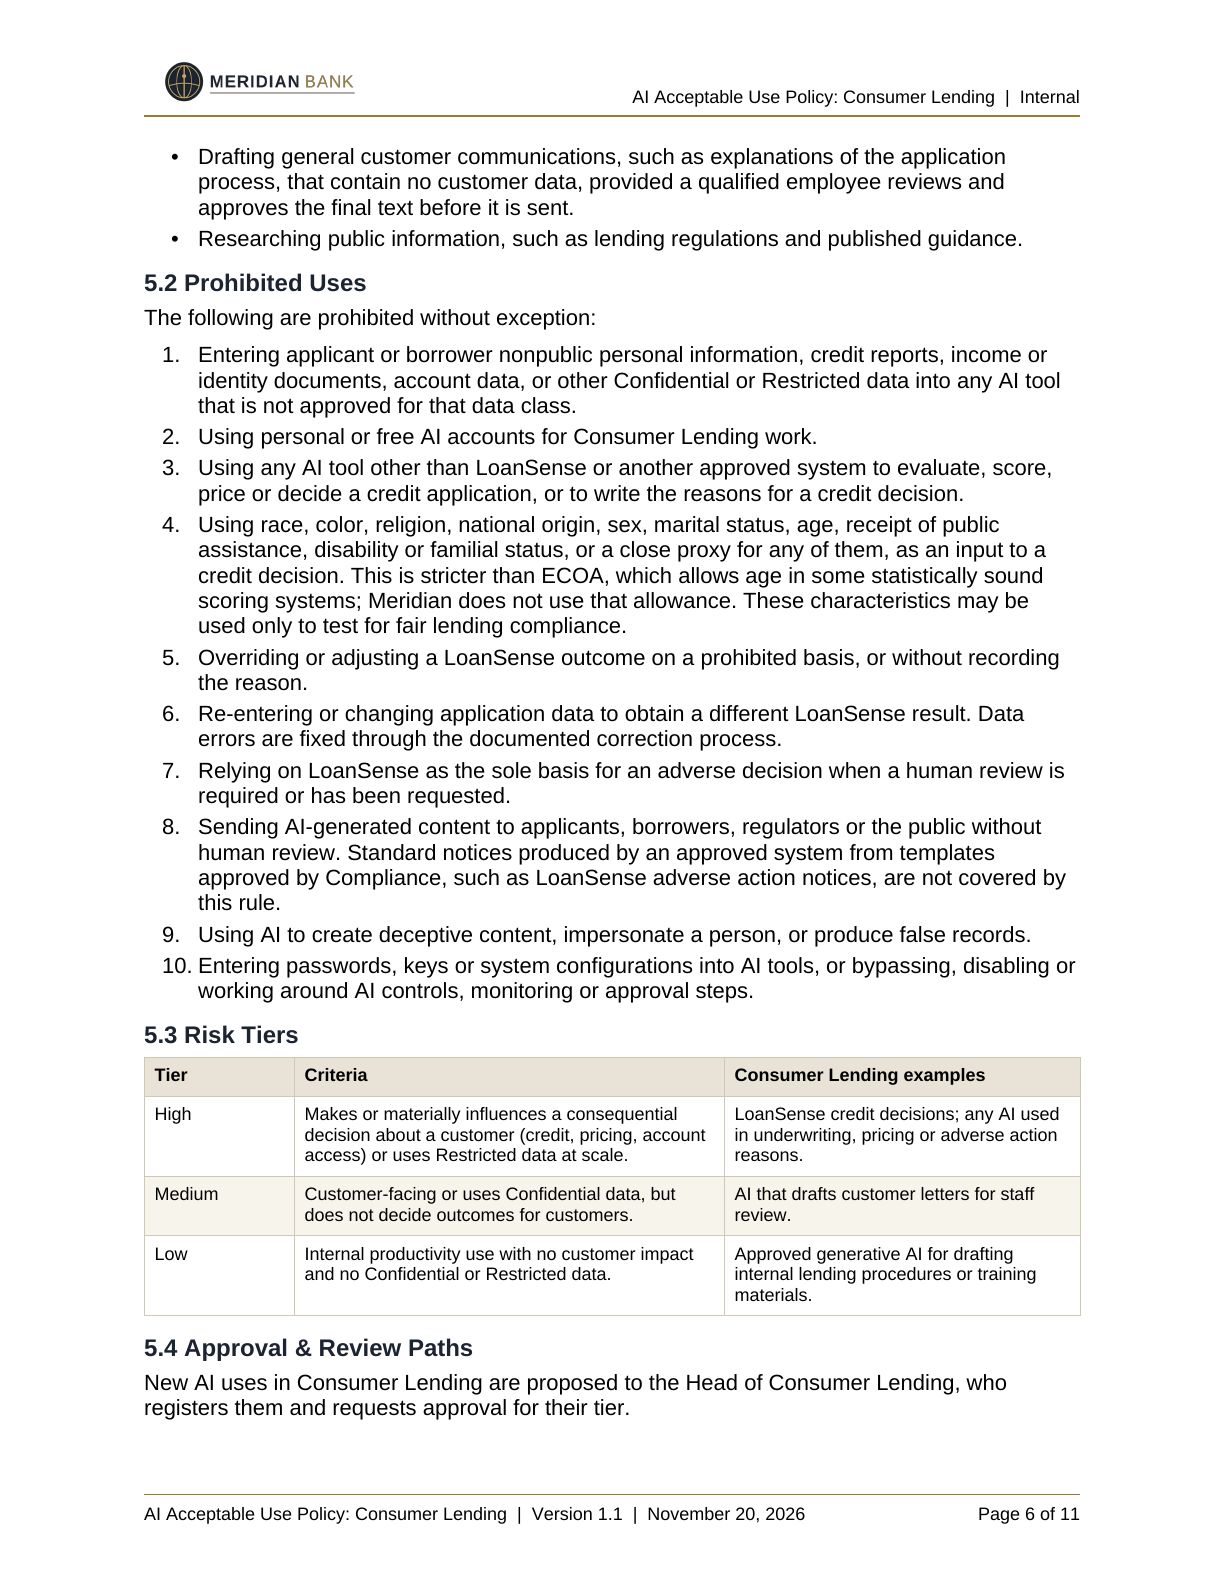 MERIDIAN BANK
AI Acceptable Use Policy: Consumer Lending | Internal
• Drafting general customer communications, such as explanations of the application
process, that contain no customer data, provided a qualified employee reviews and
approves the final text before it is sent.
• Researching public information, such as lending regulations and published guidance.
5.2 Prohibited Uses
The following are prohibited without exception:
1. Entering applicant or borrower nonpublic personal information, credit reports, income or
identity documents, account data, or other Confidential or Restricted data into any AI tool
that is not approved for that data class.
2. Using personal or free AI accounts for Consumer Lending work.
3. Using any AI tool other than LoanSense or another approved system to evaluate, score,
price or decide a credit application, or to write the reasons for a credit decision.
4. Using race, color, religion, national origin, sex, marital status, age, receipt of public
assistance, disability or familial status, or a close proxy for any of them, as an input to a
credit decision. This is stricter than ECOA, which allows age in some statistically sound
scoring systems; Meridian does not use that allowance. These characteristics may be
used only to test for fair lending compliance.
5. Overriding or adjusting a LoanSense outcome on a prohibited basis, or without recording
the reason.
6. Re-entering or changing application data to obtain a different LoanSense result. Data
errors are fixed through the documented correction process.
7. Relying on LoanSense as the sole basis for an adverse decision when a human review is
required or has been requested.
8. Sending AI-generated content to applicants, borrowers, regulators or the public without
human review. Standard notices produced by an approved system from templates
approved by Compliance, such as LoanSense adverse action notices, are not covered by
this rule.
9. Using AI to create deceptive content, impersonate a person, or produce false records.
10. Entering passwords, keys or system configurations into AI tools, or bypassing, disabling or
working around AI controls, monitoring or approval steps.
5.3 Risk Tiers
Tier Criteria Consumer Lending examples
High Makes or materially influences a consequential LoanSense credit decisions; any AI used
decision about a customer (credit, pricing, account in underwriting, pricing or adverse action
access) or uses Restricted data at scale. reasons.
Medium Customer-facing or uses Confidential data, but AI that drafts customer letters for staff
does not decide outcomes for customers. review.
Low Internal productivity use with no customer impact Approved generative AI for drafting
and no Confidential or Restricted data. internal lending procedures or training
materials.
5.4 Approval & Review Paths
New AI uses in Consumer Lending are proposed to the Head of Consumer Lending, who
registers them and requests approval for their tier.
AI Acceptable Use Policy: Consumer Lending | Version 1.1 | November 20, 2026 Page 6 of 11